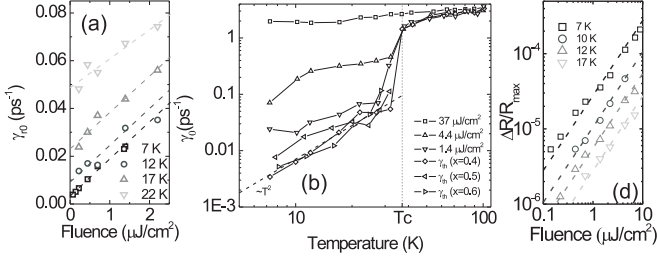 (a)
γr0 (ps-1)
0.08
0.06
0.04
0.02
0.00
0
1
2
Fluence (μJ/cm2)
7 K
12 K
17 K
22 K
(b)
γ0(ps-1)
1
0.1
0.01
1E-3
10
Tc
100
Temperature (K)
~T2
37 μJ/cm2
4.4 μJ/cm2
1.4 μJ/cm2
γth (x=0.4)
γth (x=0.5)
γth (x=0.6)
(d)
ΔR/Rmax
10-4
10-5
10-6
0.1
1
10
Fluence (μJ/cm2)
7 K
10 K
12 K
17 K